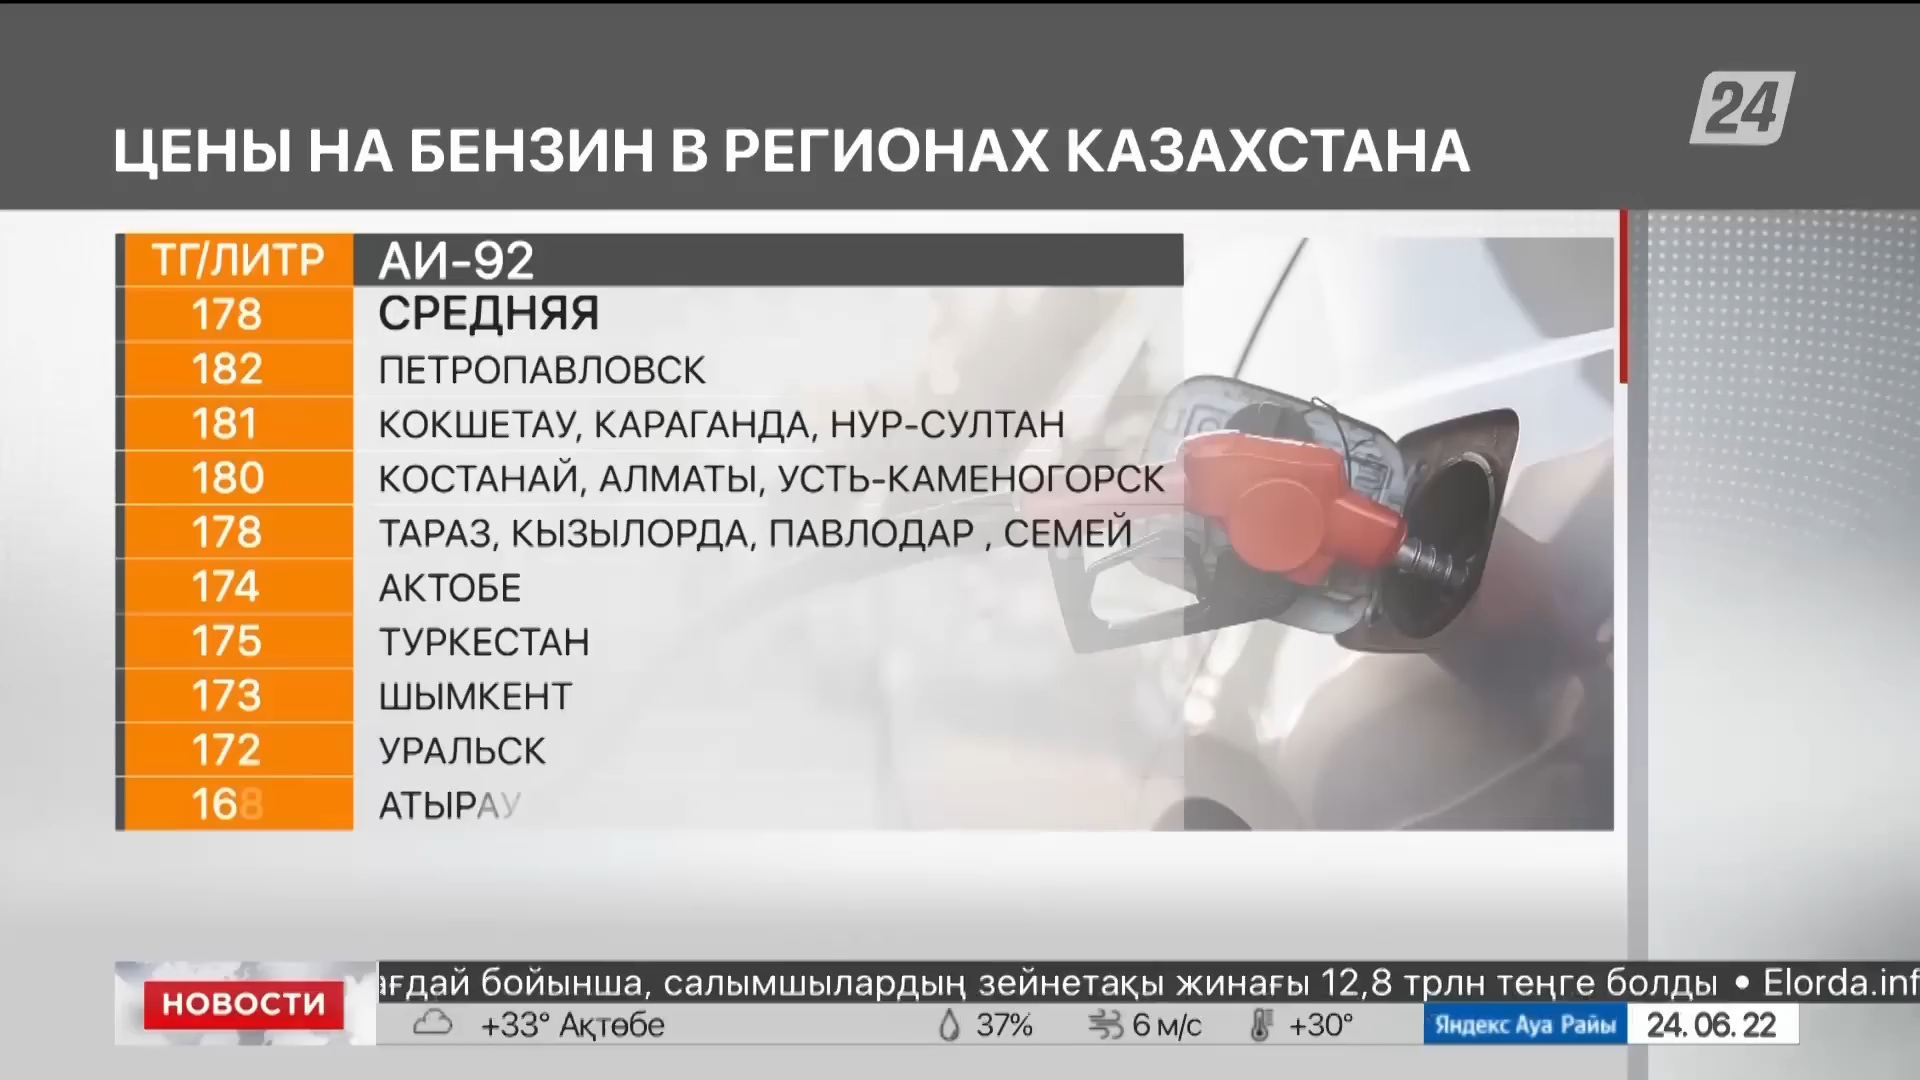 24
ЦЕНЫ НА БЕНЗИН В РЕГИОНАХ КАЗАХСТАНА
ТГ/ЛИТР АИ-92
178 СРЕДНЯЯ
182 ПЕТРОПАВЛОВСК
181 КОКШЕТАУ, КАРАГАНДА, НУР-СУЛТАН
180 КОСТАНАЙ, АЛМАТЫ, УСТЬ-КАМЕНОГОРСК
178 ТАРАЗ, КЫЗЫЛОРДА, ПАВЛОДАР , СЕМЕЙ
174 АКТОБЕ
175 ТУРКЕСТАН
173 ШЫМКЕНТ
172 УРАЛЬСК
168 АТЫРАУ
НОВОСТИ
ағдай бойынша, салымшылардың зейнетақы жинағы 12,8 трлн теңге болды • Elorda.inf
+33° Ақтөбе 37% 6 м/с +30° Яндекс Ауа Райы 24.06.22